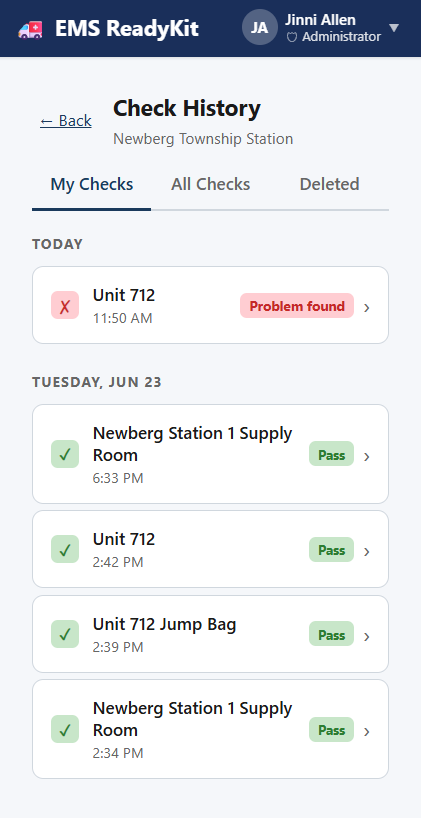 EMS ReadyKit
JA
Jinni Allen
Administrator
← Back
Check History
Newberg Township Station
My Checks
All Checks
Deleted
TODAY
Unit 712
11:50 AM
Problem found
TUESDAY, JUN 23
Newberg Station 1 Supply
Room
6:33 PM
Pass
Unit 712
2:42 PM
Pass
Unit 712 Jump Bag
2:39 PM
Pass
Newberg Station 1 Supply
Room
2:34 PM
Pass